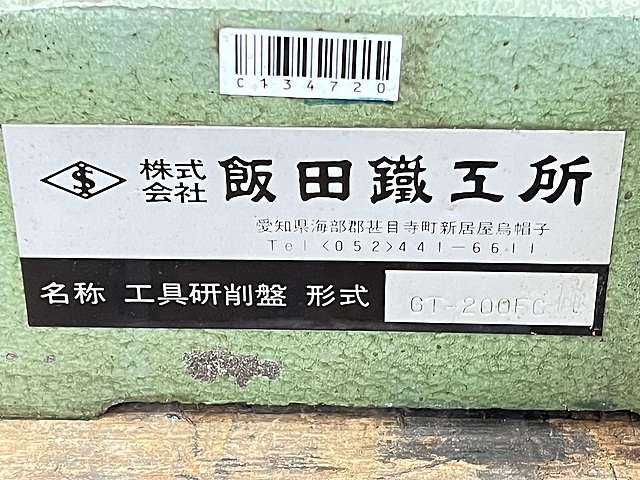 C134720
株式会社 飯田鐵工所
愛知県海部郡甚目寺町新居屋烏帽子
Tel <052>441-6611
名称 工具研削盤 形式 GT-200FC